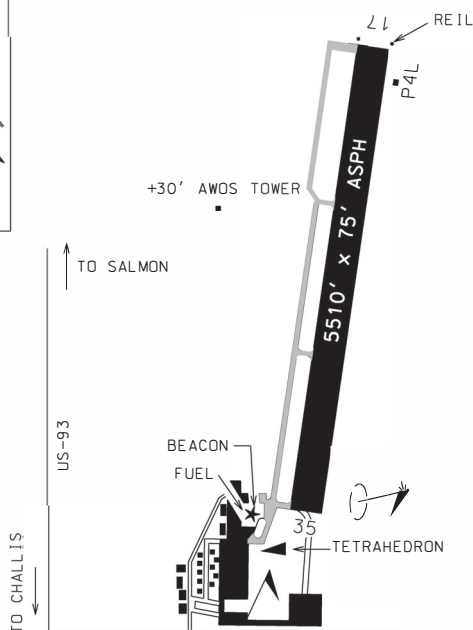 17
REIL
P4L
+30' AWOS TOWER
5510' x 75' ASPH
TO SALMON
US-93
BEACON
FUEL
35
TETRAHEDRON
TO CHALLIS